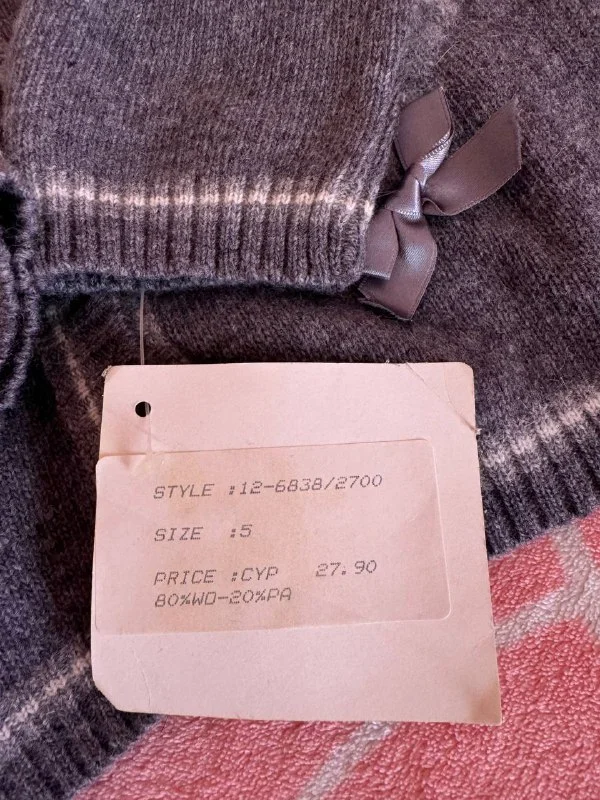 STYLE :12-6838/2700
SIZE :5
PRICE :CYP 27.90
80%WO-20%PA